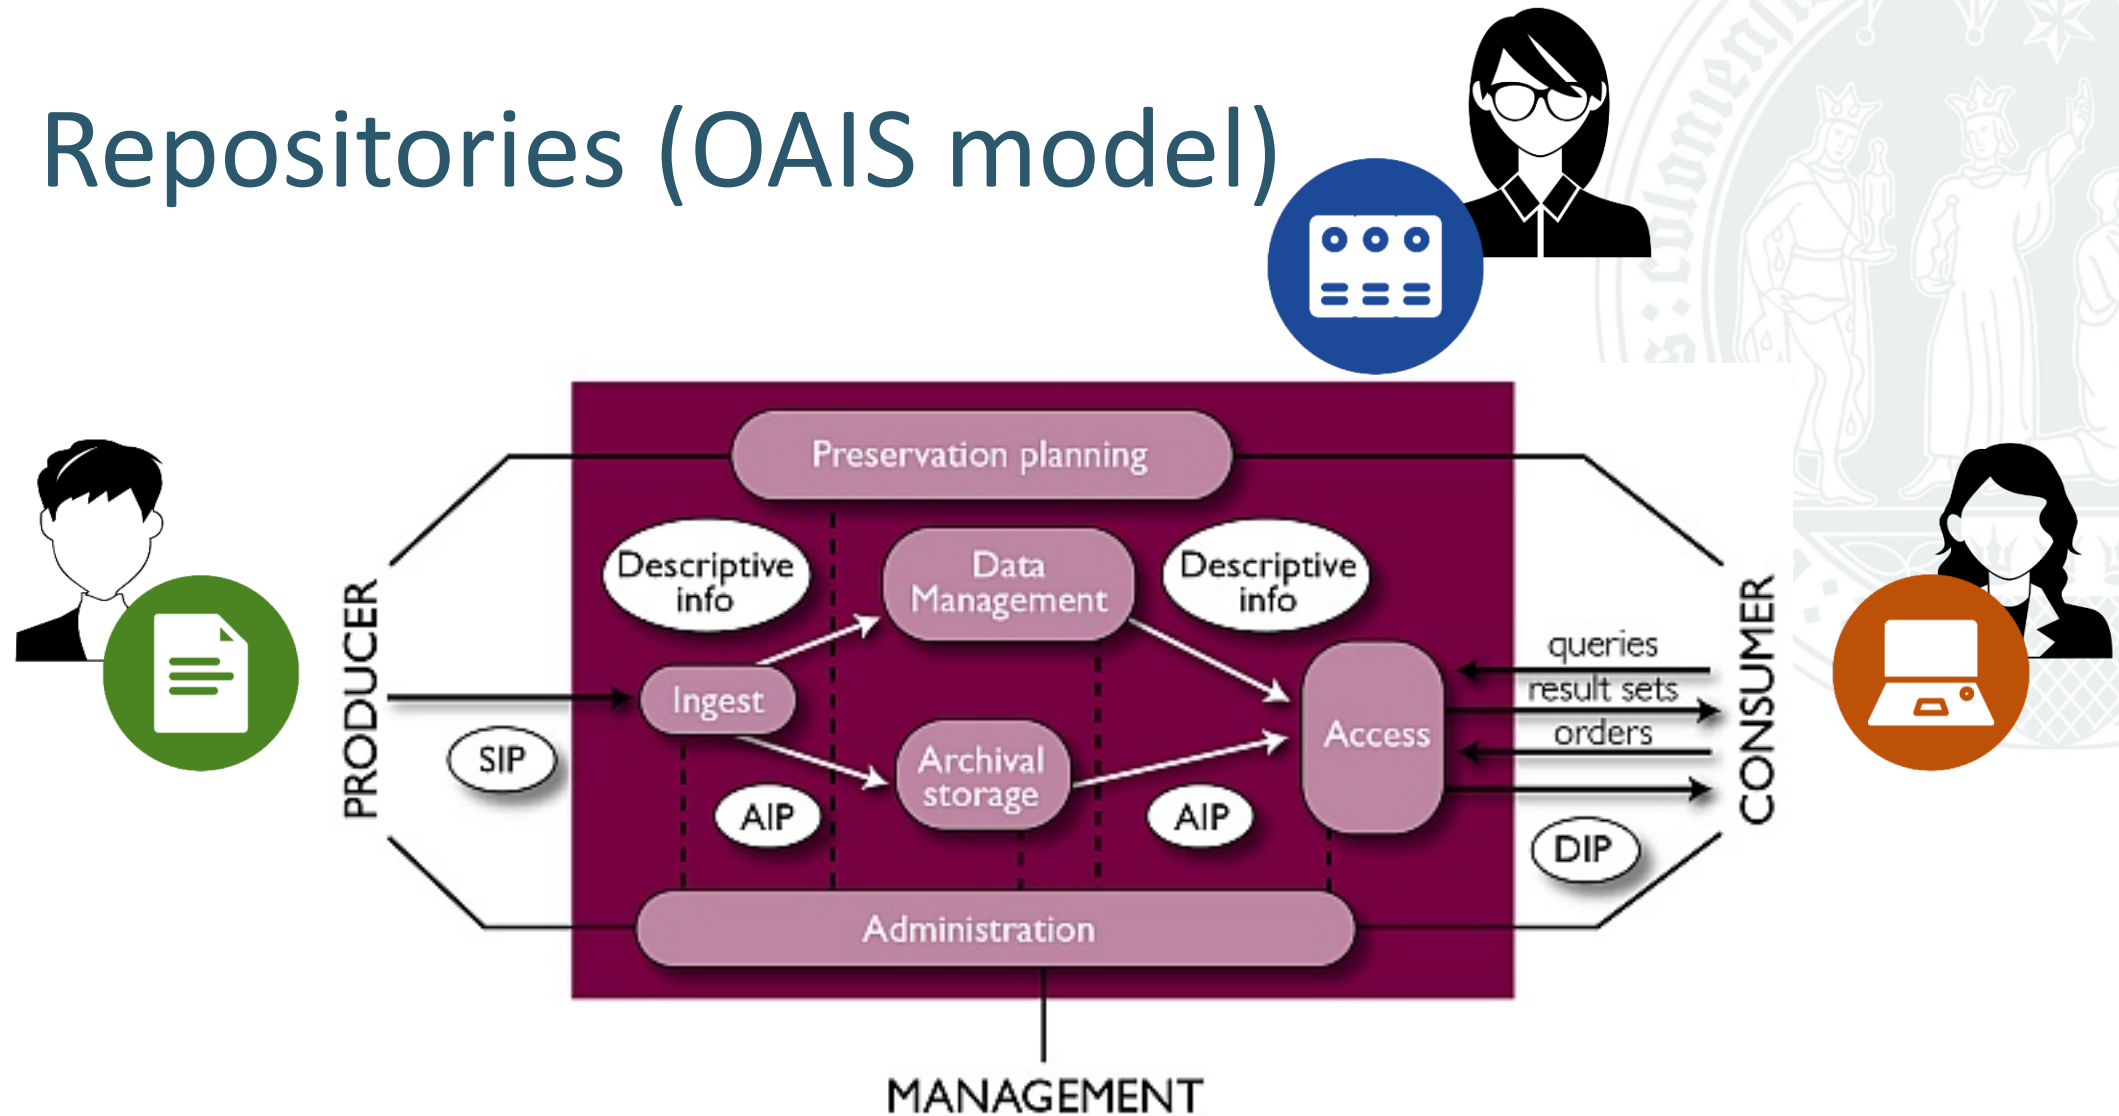 Repositories (OAIS model)
Preservation planning
Descriptive
info
Data
Management
Descriptive
info
PRODUCER
Ingest
SIP
AIP
Archival
storage
AIP
Access
queries
result sets
orders
DIP
CONSUMER
Administration
MANAGEMENT